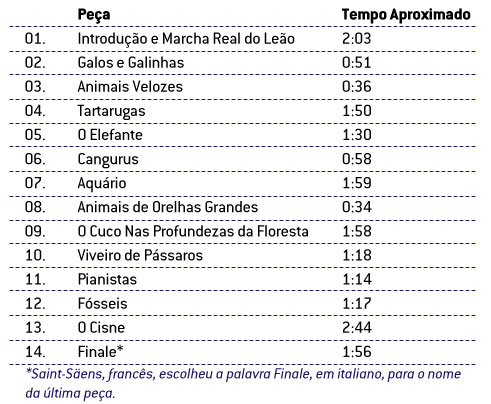 Peça Tempo Aproximado
01. Introdução e Marcha Real do Leão 2:03
02. Galos e Galinhas 0:51
03. Animais Velozes 0:36
04. Tartarugas 1:50
05. O Elefante 1:30
06. Cangurus 0:58
07. Aquário 1:59
08. Animais de Orelhas Grandes 0:34
09. O Cuco Nas Profundezas da Floresta 1:58
10. Viveiro de Pássaros 1:18
11. Pianistas 1:14
12. Fósseis 1:17
13. O Cisne 2:44
14. Finale* 1:56
*Saint-Säens, francês, escolheu a palavra Finale, em italiano, para o nome
da última peça.